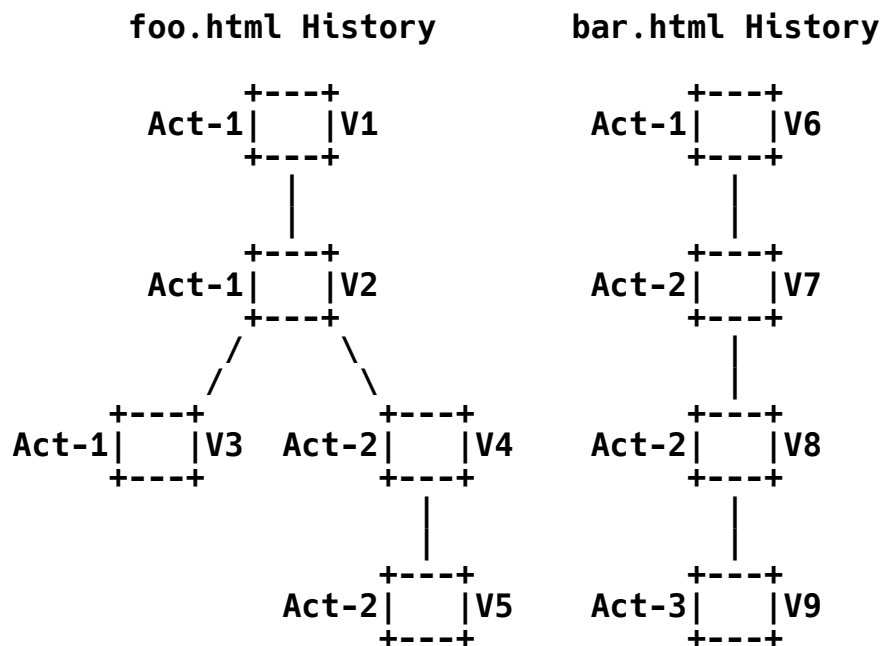 foo.html History bar.html History
+---+ +---+
Act-1| |V1 Act-1| |V6
+---+ +---+
| |
| |
+---+ +---+
Act-1| |V2 Act-2| |V7
+---+ +---+
/ \ |
/ \ |
+---+ +---+ +---+
Act-1| |V3 Act-2| |V4 Act-2| |V8
+---+ +---+ +---+
| |
| |
+---+ +---+
Act-2| |V5 Act-3| |V9
+---+ +---+